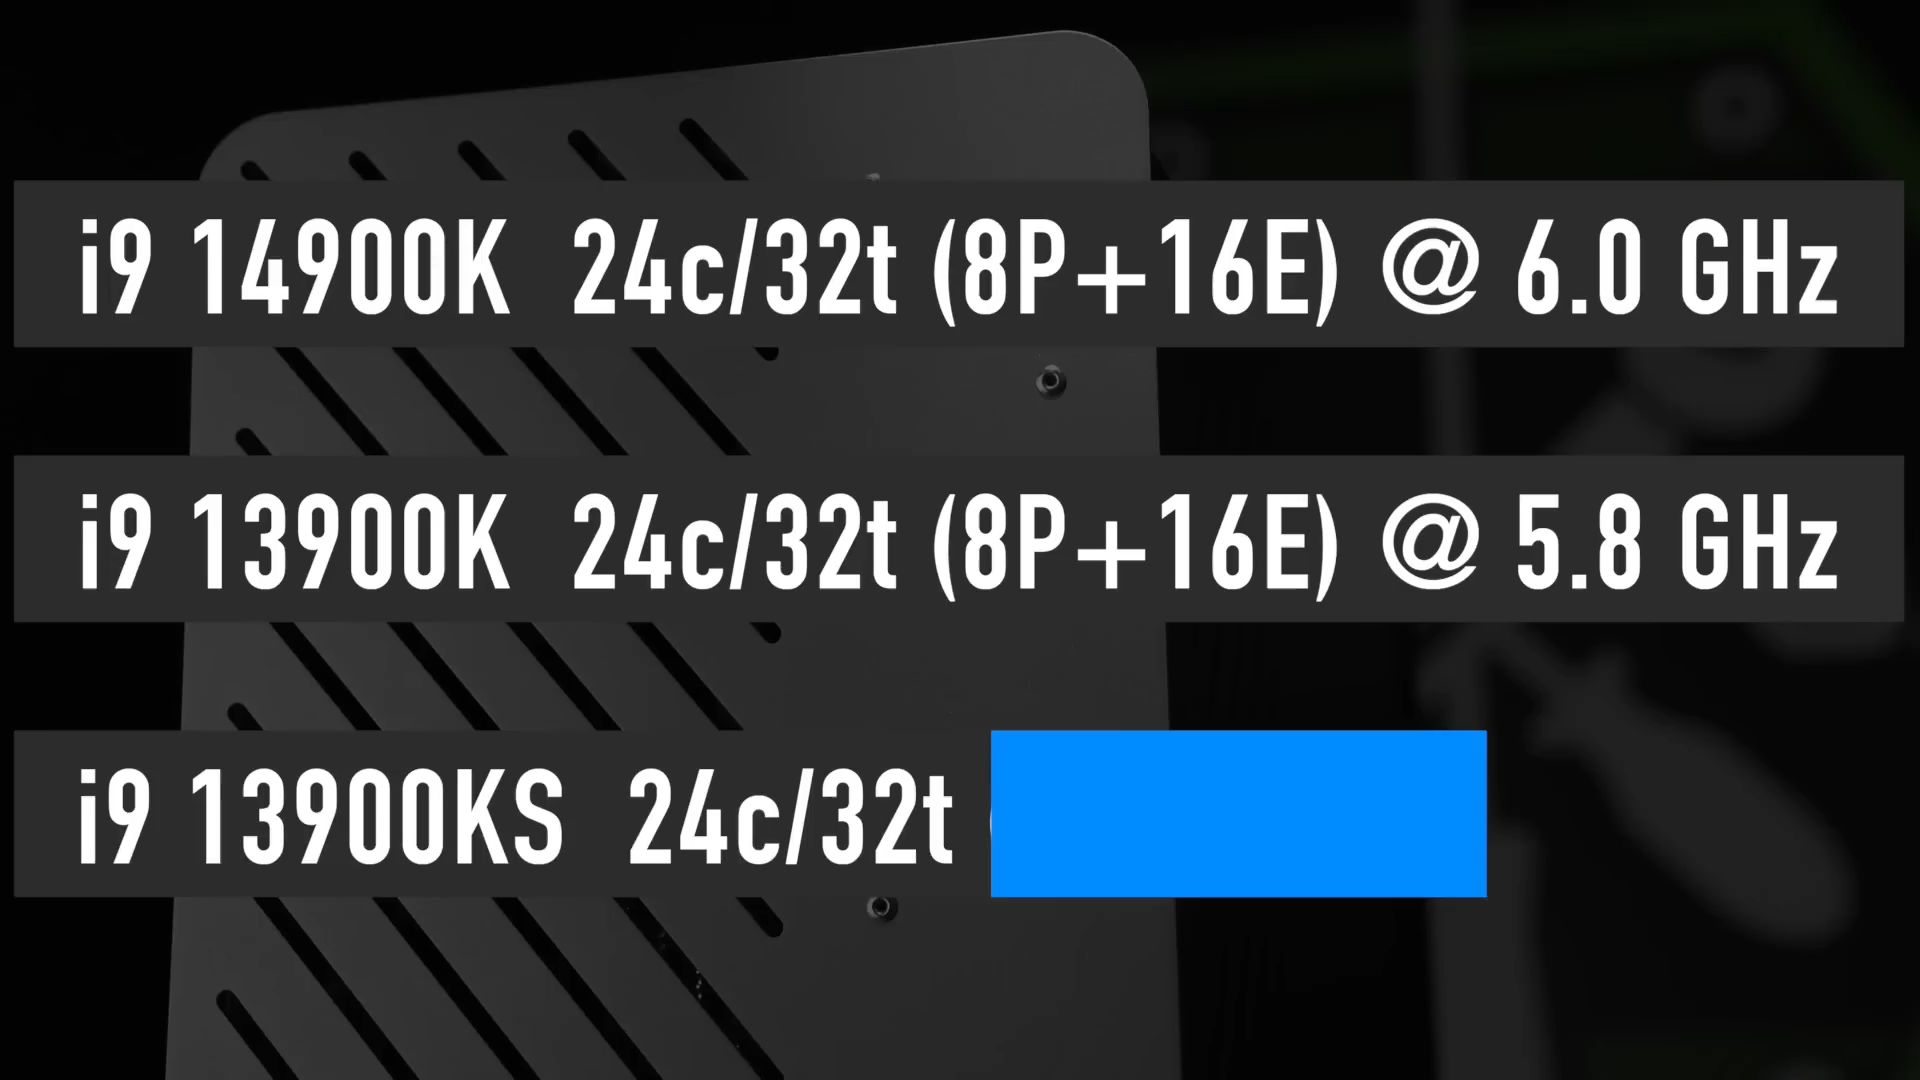 i9 14900K 24c/32t (8P+16E) @ 6.0 GHz
i9 13900K 24c/32t (8P+16E) @ 5.8 GHz
i9 13900KS 24c/32t